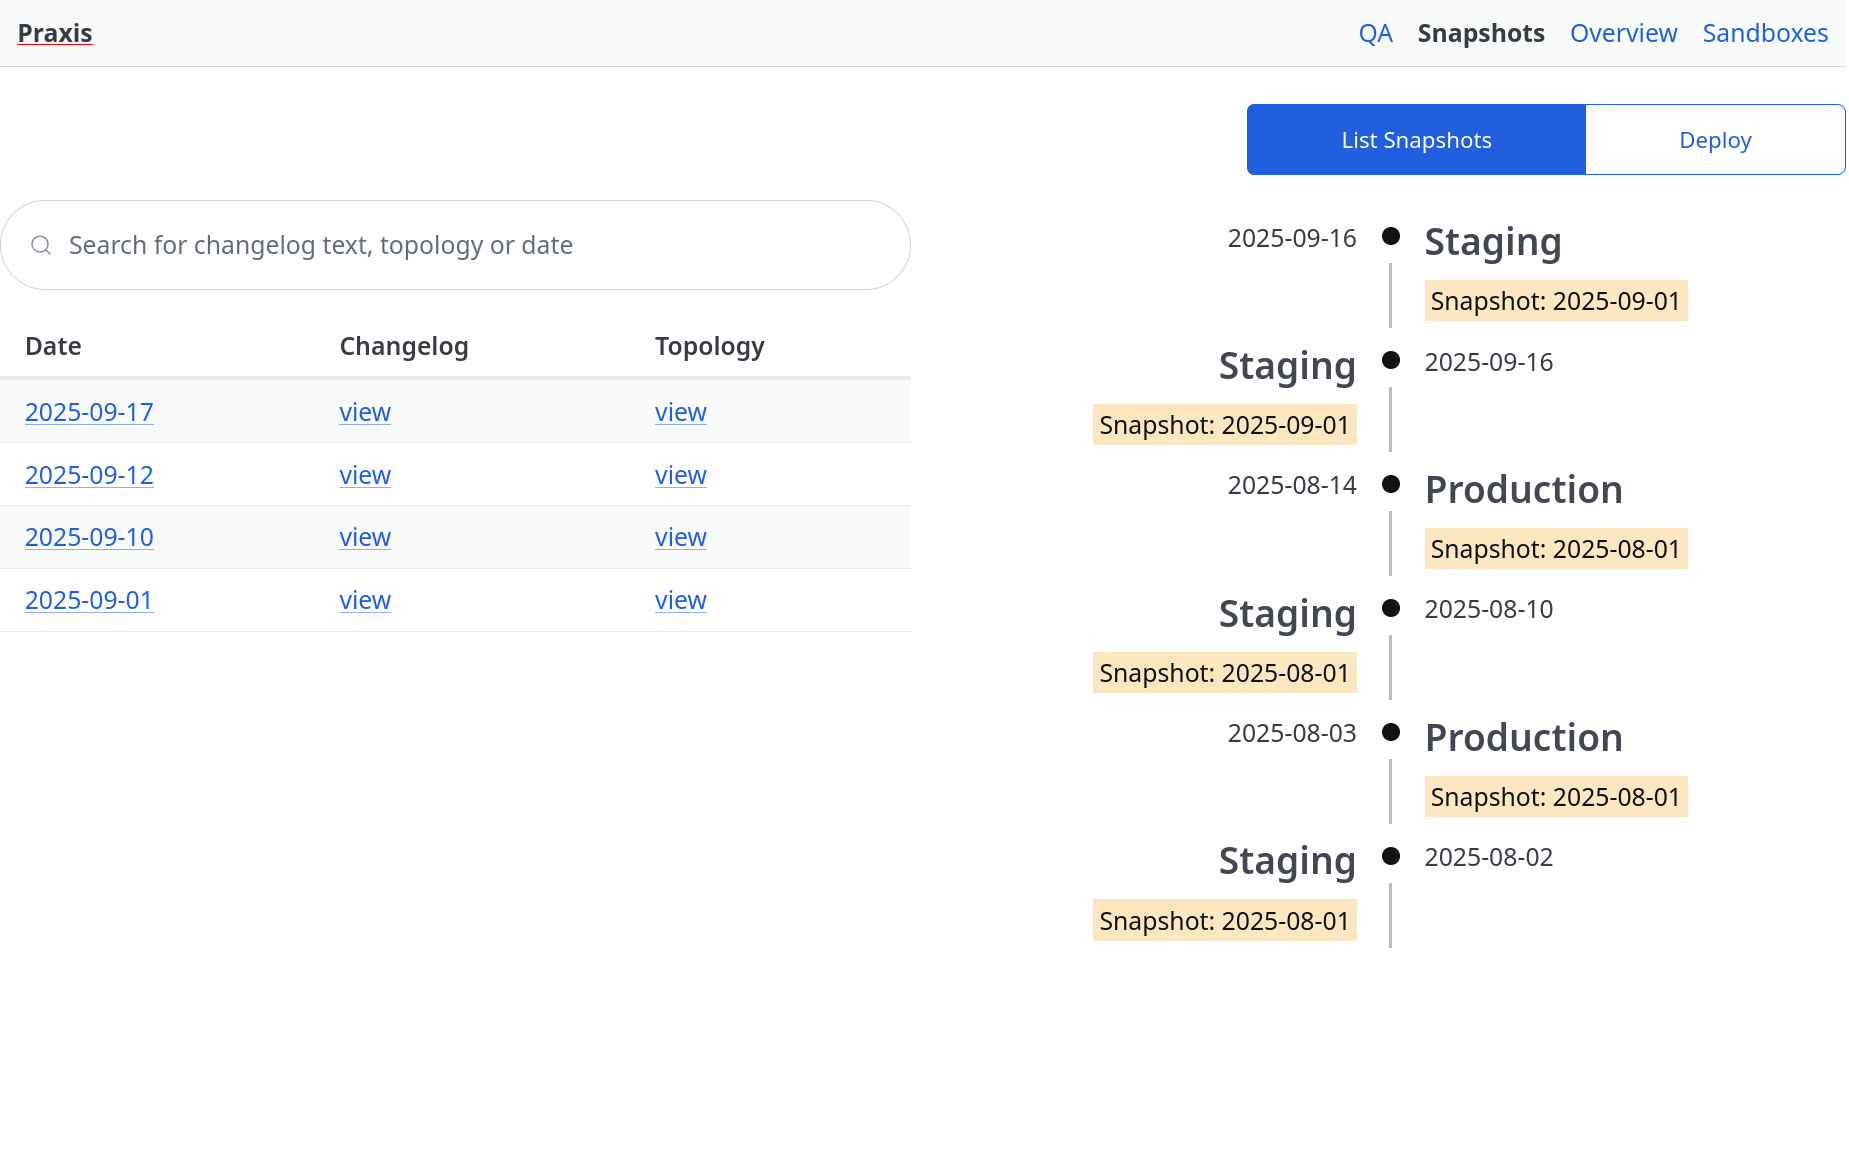 Praxis
QA Snapshots Overview Sandboxes
List Snapshots Deploy
Search for changelog text, topology or date
Date Changelog Topology
2025-09-17 view view
2025-09-12 view view
2025-09-10 view view
2025-09-01 view view
2025-09-16 Staging
Snapshot: 2025-09-01
Staging 2025-09-16
Snapshot: 2025-09-01
2025-08-14 Production
Snapshot: 2025-08-01
Staging 2025-08-10
Snapshot: 2025-08-01
2025-08-03 Production
Snapshot: 2025-08-01
Staging 2025-08-02
Snapshot: 2025-08-01